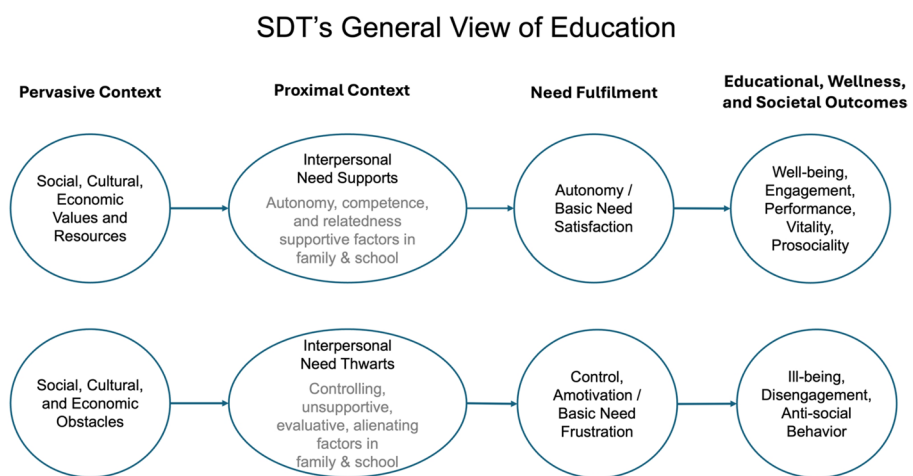 SDT’s General View of Education
Pervasive Context
Proximal Context
Need Fulfilment
Educational, Wellness,
and Societal Outcomes
Social, Cultural,
Economic
Values and
Resources
Interpersonal
Need Supports
Autonomy, competence,
and relatedness
supportive factors in
family & school
Autonomy /
Basic Need
Satisfaction
Well-being,
Engagement,
Performance,
Vitality,
Prosociality
Social, Cultural,
and Economic
Obstacles
Interpersonal
Need Thwarts
Controlling,
unsupportive,
evaluative, alienating
factors in
family & school
Control,
Amotivation /
Basic Need
Frustration
Ill-being,
Disengagement,
Anti-social
Behavior